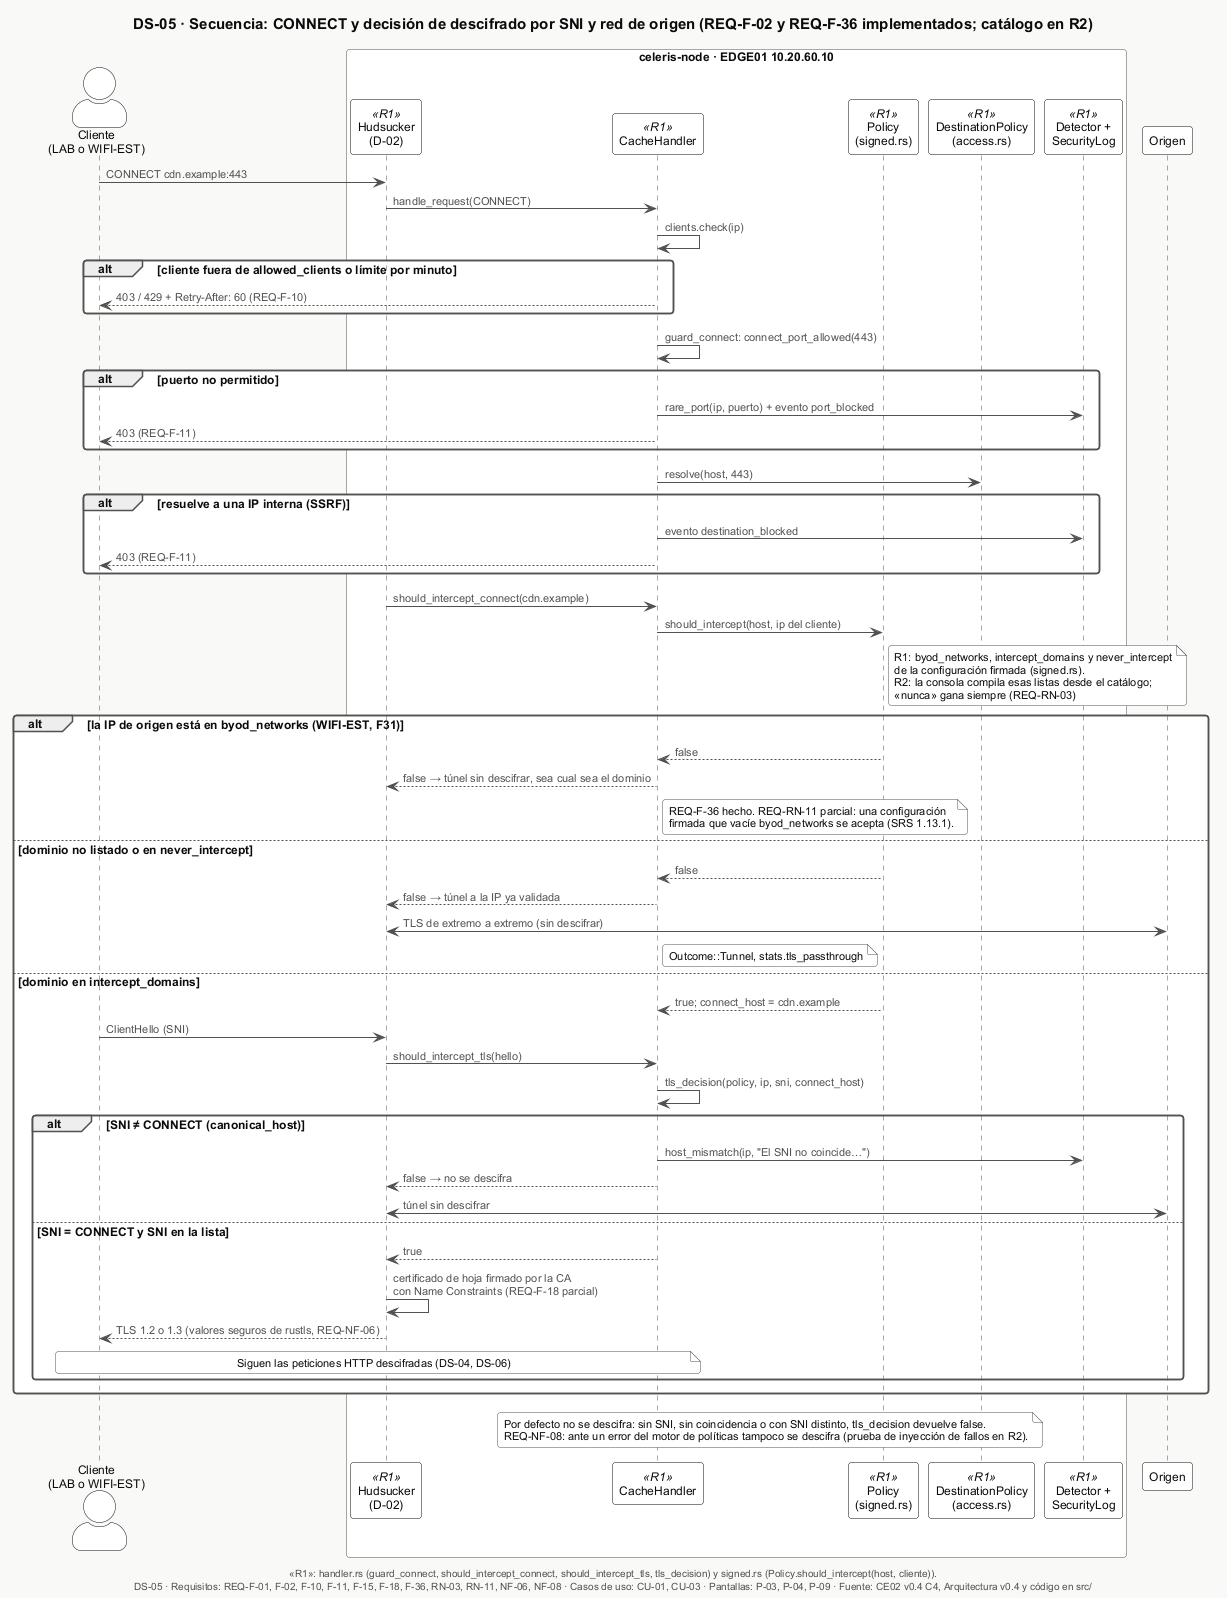 DS-05 · Secuencia: CONNECT y decisión de descifrado por SNI y red de origen (REQ-F-02 y REQ-F-36 implementados; catálogo en R2)
celeris-node · EDGE01 10.20.60.10
Cliente
(LAB o WIFI-EST)
«R1»
Hudsucker
(D-02)
«R1»
CacheHandler
«R1»
Policy
(signed.rs)
«R1»
DestinationPolicy
(access.rs)
«R1»
Detector +
SecurityLog
Origen
CONNECT cdn.example:443
handle_request(CONNECT)
clients.check(ip)
alt [cliente fuera de allowed_clients o límite por minuto]
403 / 429 + Retry-After: 60 (REQ-F-10)
guard_connect: connect_port_allowed(443)
alt [puerto no permitido]
rare_port(ip, puerto) + evento port_blocked
403 (REQ-F-11)
resolve(host, 443)
alt [resuelve a una IP interna (SSRF)]
evento destination_blocked
403 (REQ-F-11)
should_intercept_connect(cdn.example)
should_intercept(host, ip del cliente)
R1: byod_networks, intercept_domains y never_intercept
de la configuración firmada (signed.rs).
R2: la consola compila esas listas desde el catálogo;
«nunca» gana siempre (REQ-RN-03)
alt [la IP de origen está en byod_networks (WIFI-EST, F31)]
false
false → túnel sin descifrar, sea cual sea el dominio
REQ-F-36 hecho. REQ-RN-11 parcial: una configuración
firmada que vacíe byod_networks se acepta (SRS 1.13.1).
[dominio no listado o en never_intercept]
false
false → túnel a la IP ya validada
TLS de extremo a extremo (sin descifrar)
Outcome::Tunnel, stats.tls_passthrough
[dominio en intercept_domains]
true; connect_host = cdn.example
ClientHello (SNI)
should_intercept_tls(hello)
tls_decision(policy, ip, sni, connect_host)
alt [SNI ≠ CONNECT (canonical_host)]
host_mismatch(ip, "El SNI no coincide...")
false → no se descifra
túnel sin descifrar
[SNI = CONNECT y SNI en la lista]
true
certificado de hoja firmado por la CA
con Name Constraints (REQ-F-18 parcial)
TLS 1.2 o 1.3 (valores seguros de rustls, REQ-NF-06)
Siguen las peticiones HTTP descifradas (DS-04, DS-06)
Por defecto no se descifra: sin SNI, sin coincidencia o con SNI distinto, tls_decision devuelve false.
REQ-NF-08: ante un error del motor de políticas tampoco se descifra (prueba de inyección de fallos en R2).
Cliente
(LAB o WIFI-EST)
«R1»
Hudsucker
(D-02)
«R1»
CacheHandler
«R1»
Policy
(signed.rs)
«R1»
DestinationPolicy
(access.rs)
«R1»
Detector +
SecurityLog
Origen
«R1»: handler.rs (guard_connect, should_intercept_connect, should_intercept_tls, tls_decision) y signed.rs (Policy.should_intercept(host, cliente)).
DS-05 · Requisitos: REQ-F-01, F-02, F-10, F-11, F-15, F-18, F-36, RN-03, RN-11, NF-06, NF-08 · Casos de uso: CU-01, CU-03 · Pantallas: P-03, P-04, P-09 · Fuente: CE02 v0.4 C4, Arquitectura v0.4 y código en src/